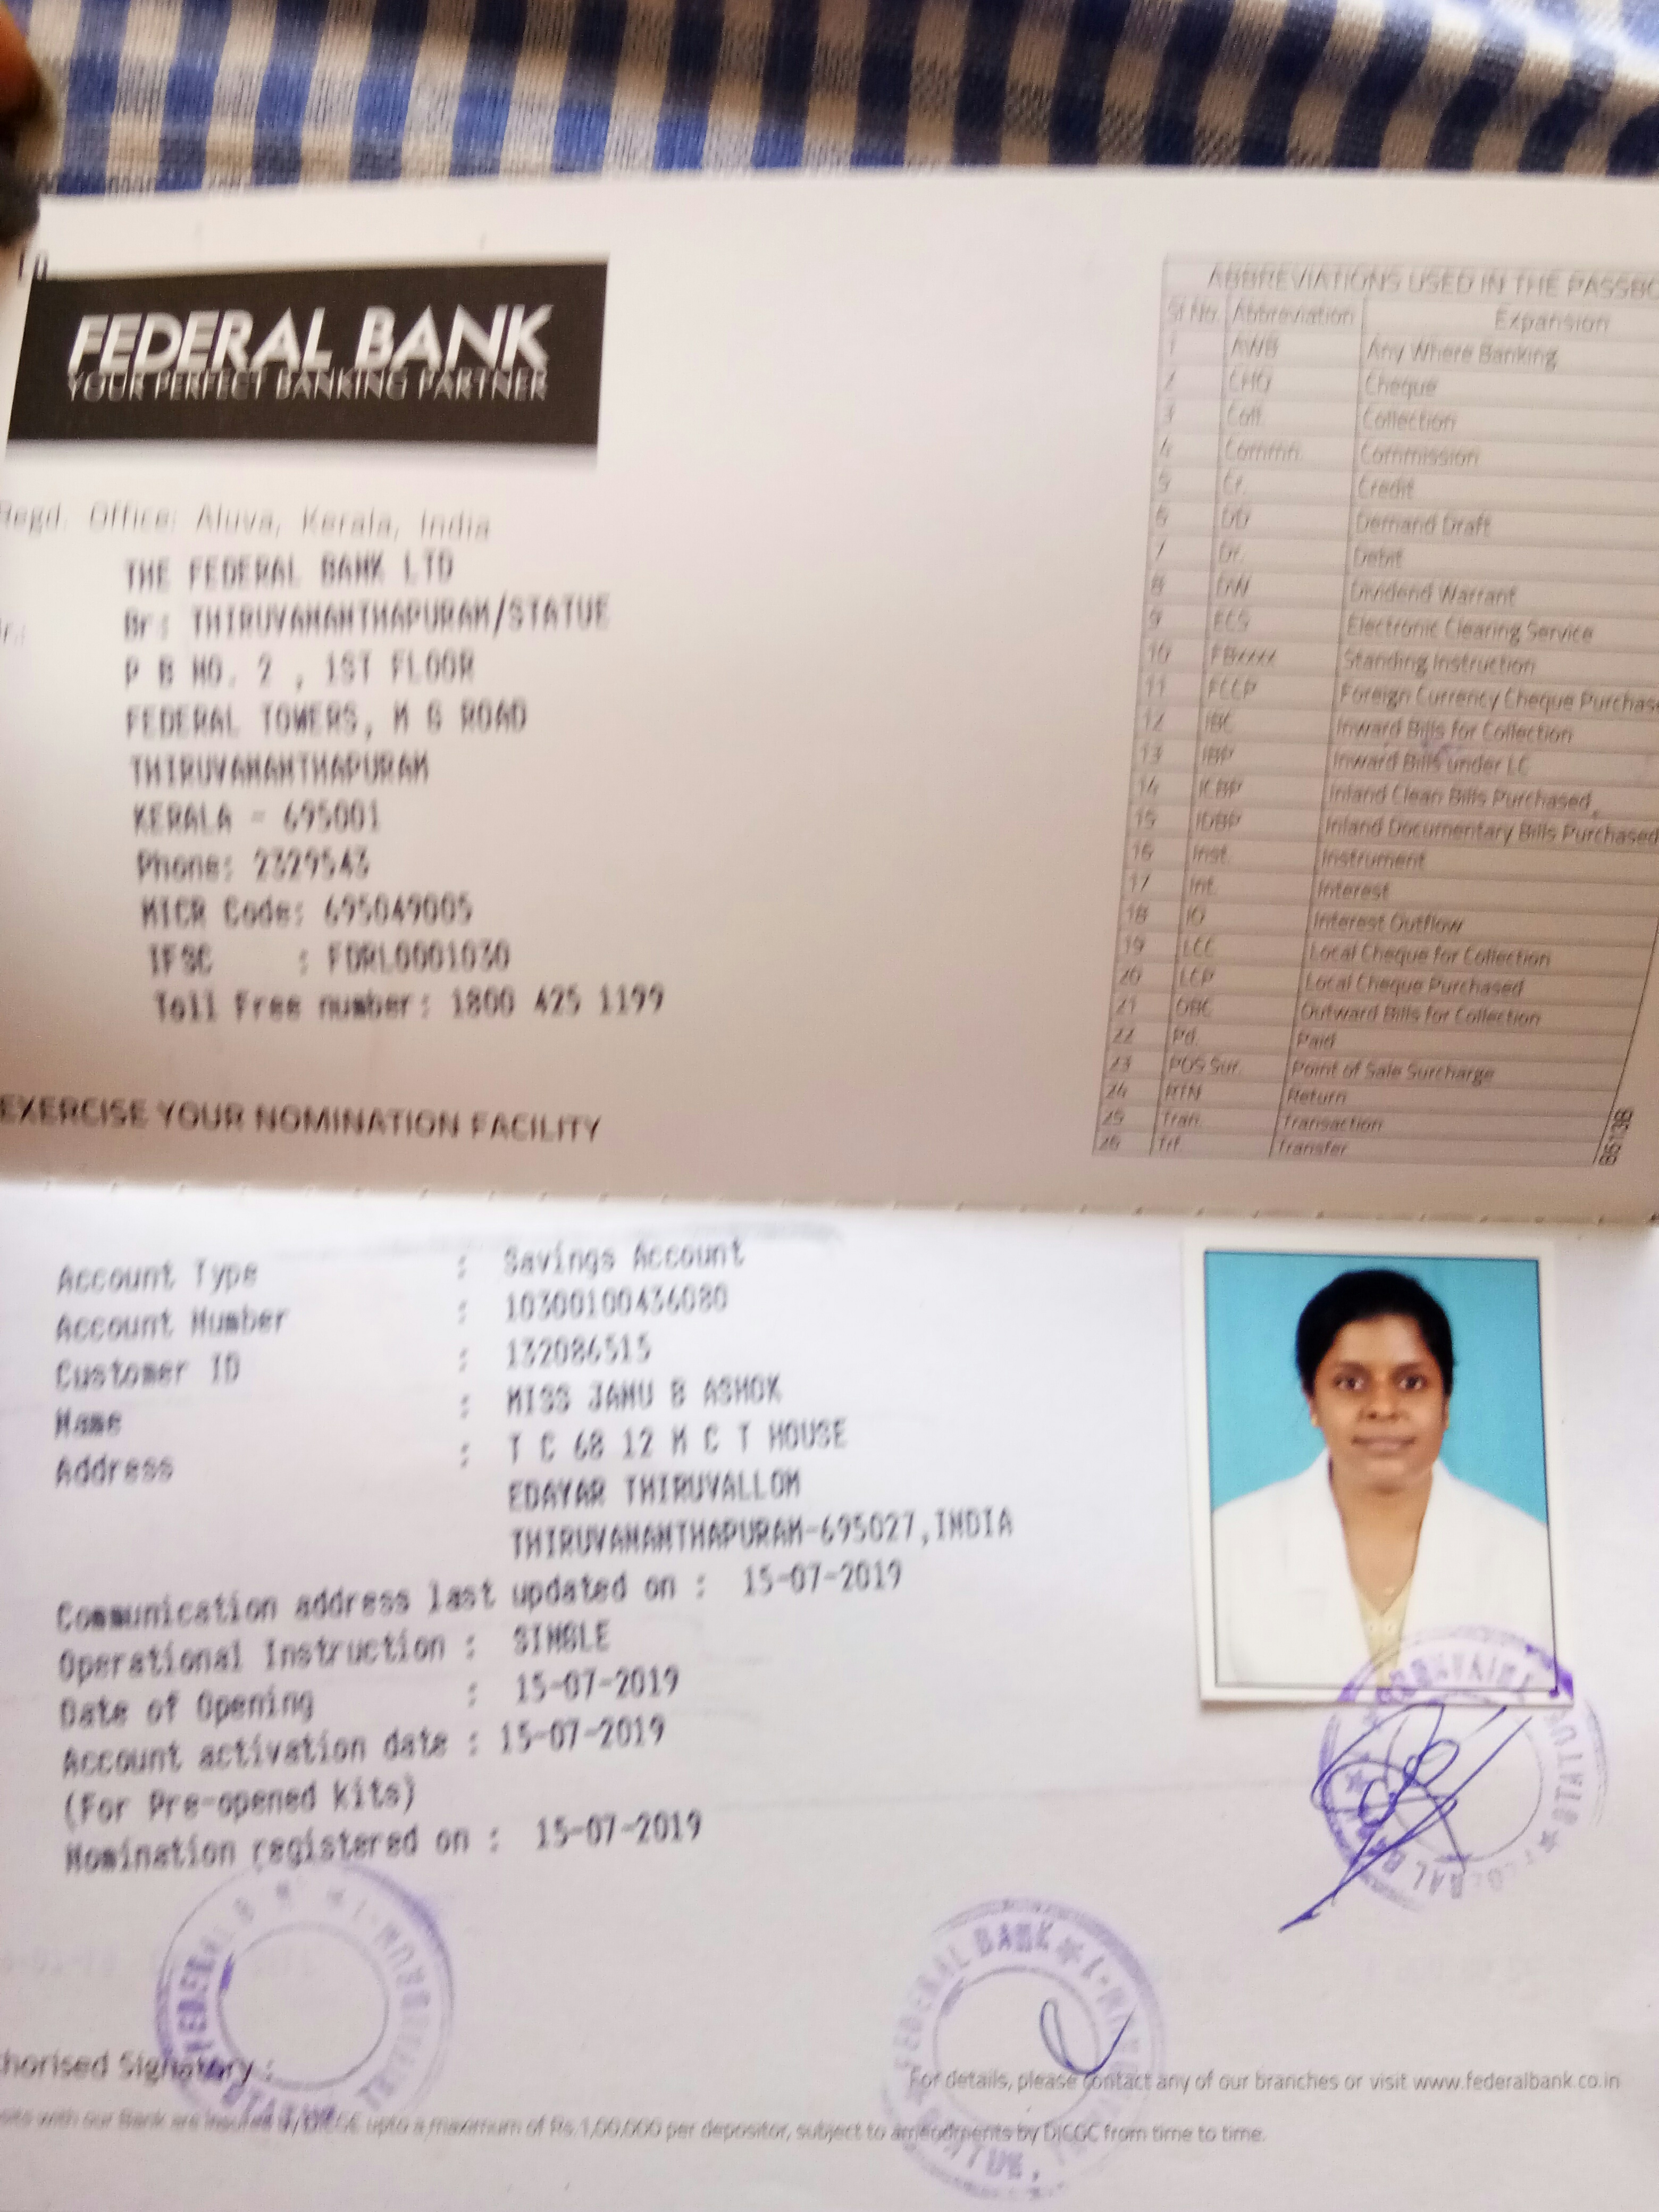 FEDERAL BANK
YOUR PERFECT BANKING PARTNER
Regd. Office: Aluva, Kerala, India
THE FEDERAL BANK LTD
Br: THIRUVANANTHAPURAM/STATUE
P B NO. 2 , 1ST FLOOR
FEDERAL TOWERS, M G ROAD
THIRUVANANTHAPURAM
KERALA - 695001
Phone: 2329543
MICR Code: 695049005
IFSC : FDRL0001030
Toll Free number: 1800 425 1199
EXERCISE YOUR NOMINATION FACILITY
ABBREVIATIONS USED IN THE PASSBO
Sl.No. Abbreviation Expansion
1 AWB Any Where Banking
2 CHQ Cheque
3 Coll. Collection
4 Commn. Commission
5 Cr. Credit
6 DD Demand Draft
7 Dr. Debit
8 DW Dividend Warrant
9 ECS Electronic Clearing Service
10 FBxxxx Standing Instruction
11 FCCP Foreign Currency Cheque Purchas
12 IBC Inward Bills for Collection
13 IBP Inward Bills under LC
14 ICBP Inland Clean Bills Purchased
15 IDBP Inland Documentary Bills Purchased
16 Inst. Instrument
17 Int. Interest
18 IO Interest Outflow
19 LCC Local Cheque for Collection
20 LCP Local Cheque Purchased
21 OBC Outward Bills for Collection
22 Pd. Paid
23 POS Sur. Point of Sale Surcharge
24 RTN Return
25 Tran. Transaction
26 Trf. Transfer
B613B
Account Type : Savings Account
Account Number : 10300100436080
Customer ID : 132086515
Name : MISS JANU B ASHOK
Address : T C 68 12 M C T HOUSE
EDAYAR THIRUVALLOM
THIRUVANANTHAPURAM-695027,INDIA
Communication address last updated on : 15-07-2019
Operational Instruction : SINGLE
Date of Opening : 15-07-2019
Account activation date : 15-07-2019
(For Pre-opened kits)
Nomination registered on : 15-07-2019
FEDERAL BANK
horised Signatory :
For details, please contact any of our branches or visit www.federalbank.co.in
with our Bank are insured by DICGC upto a maximum of Rs.1,00,000 per depositor, subject to amendments by DICGC from time to time.